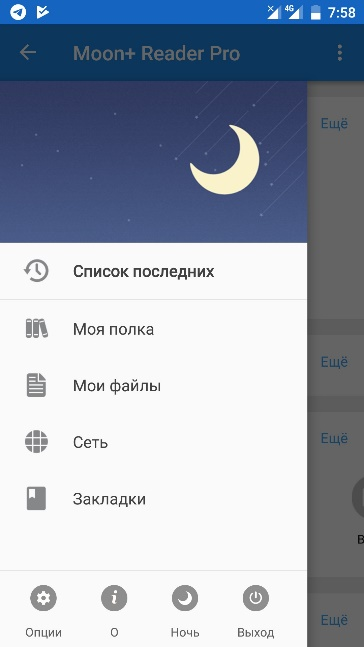 4G
7:58
Moon+ Reader Pro
Ещё
Список последних
Моя полка
Мои файлы
Ещё
Сеть
Ещё
Закладки
Опции
О
Ночь
Выход
Ещё